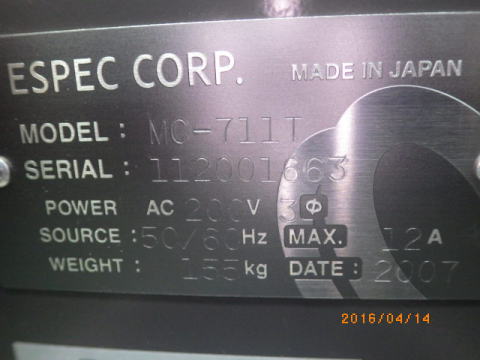 ESPEC CORP. MADE IN JAPAN
MODEL : MC-711T
SERIAL : 112001663
POWER AC 200V 3Φ
SOURCE : 50/60Hz MAX. 12A
WEIGHT : 155kg DATE : 2007
2016/04/14